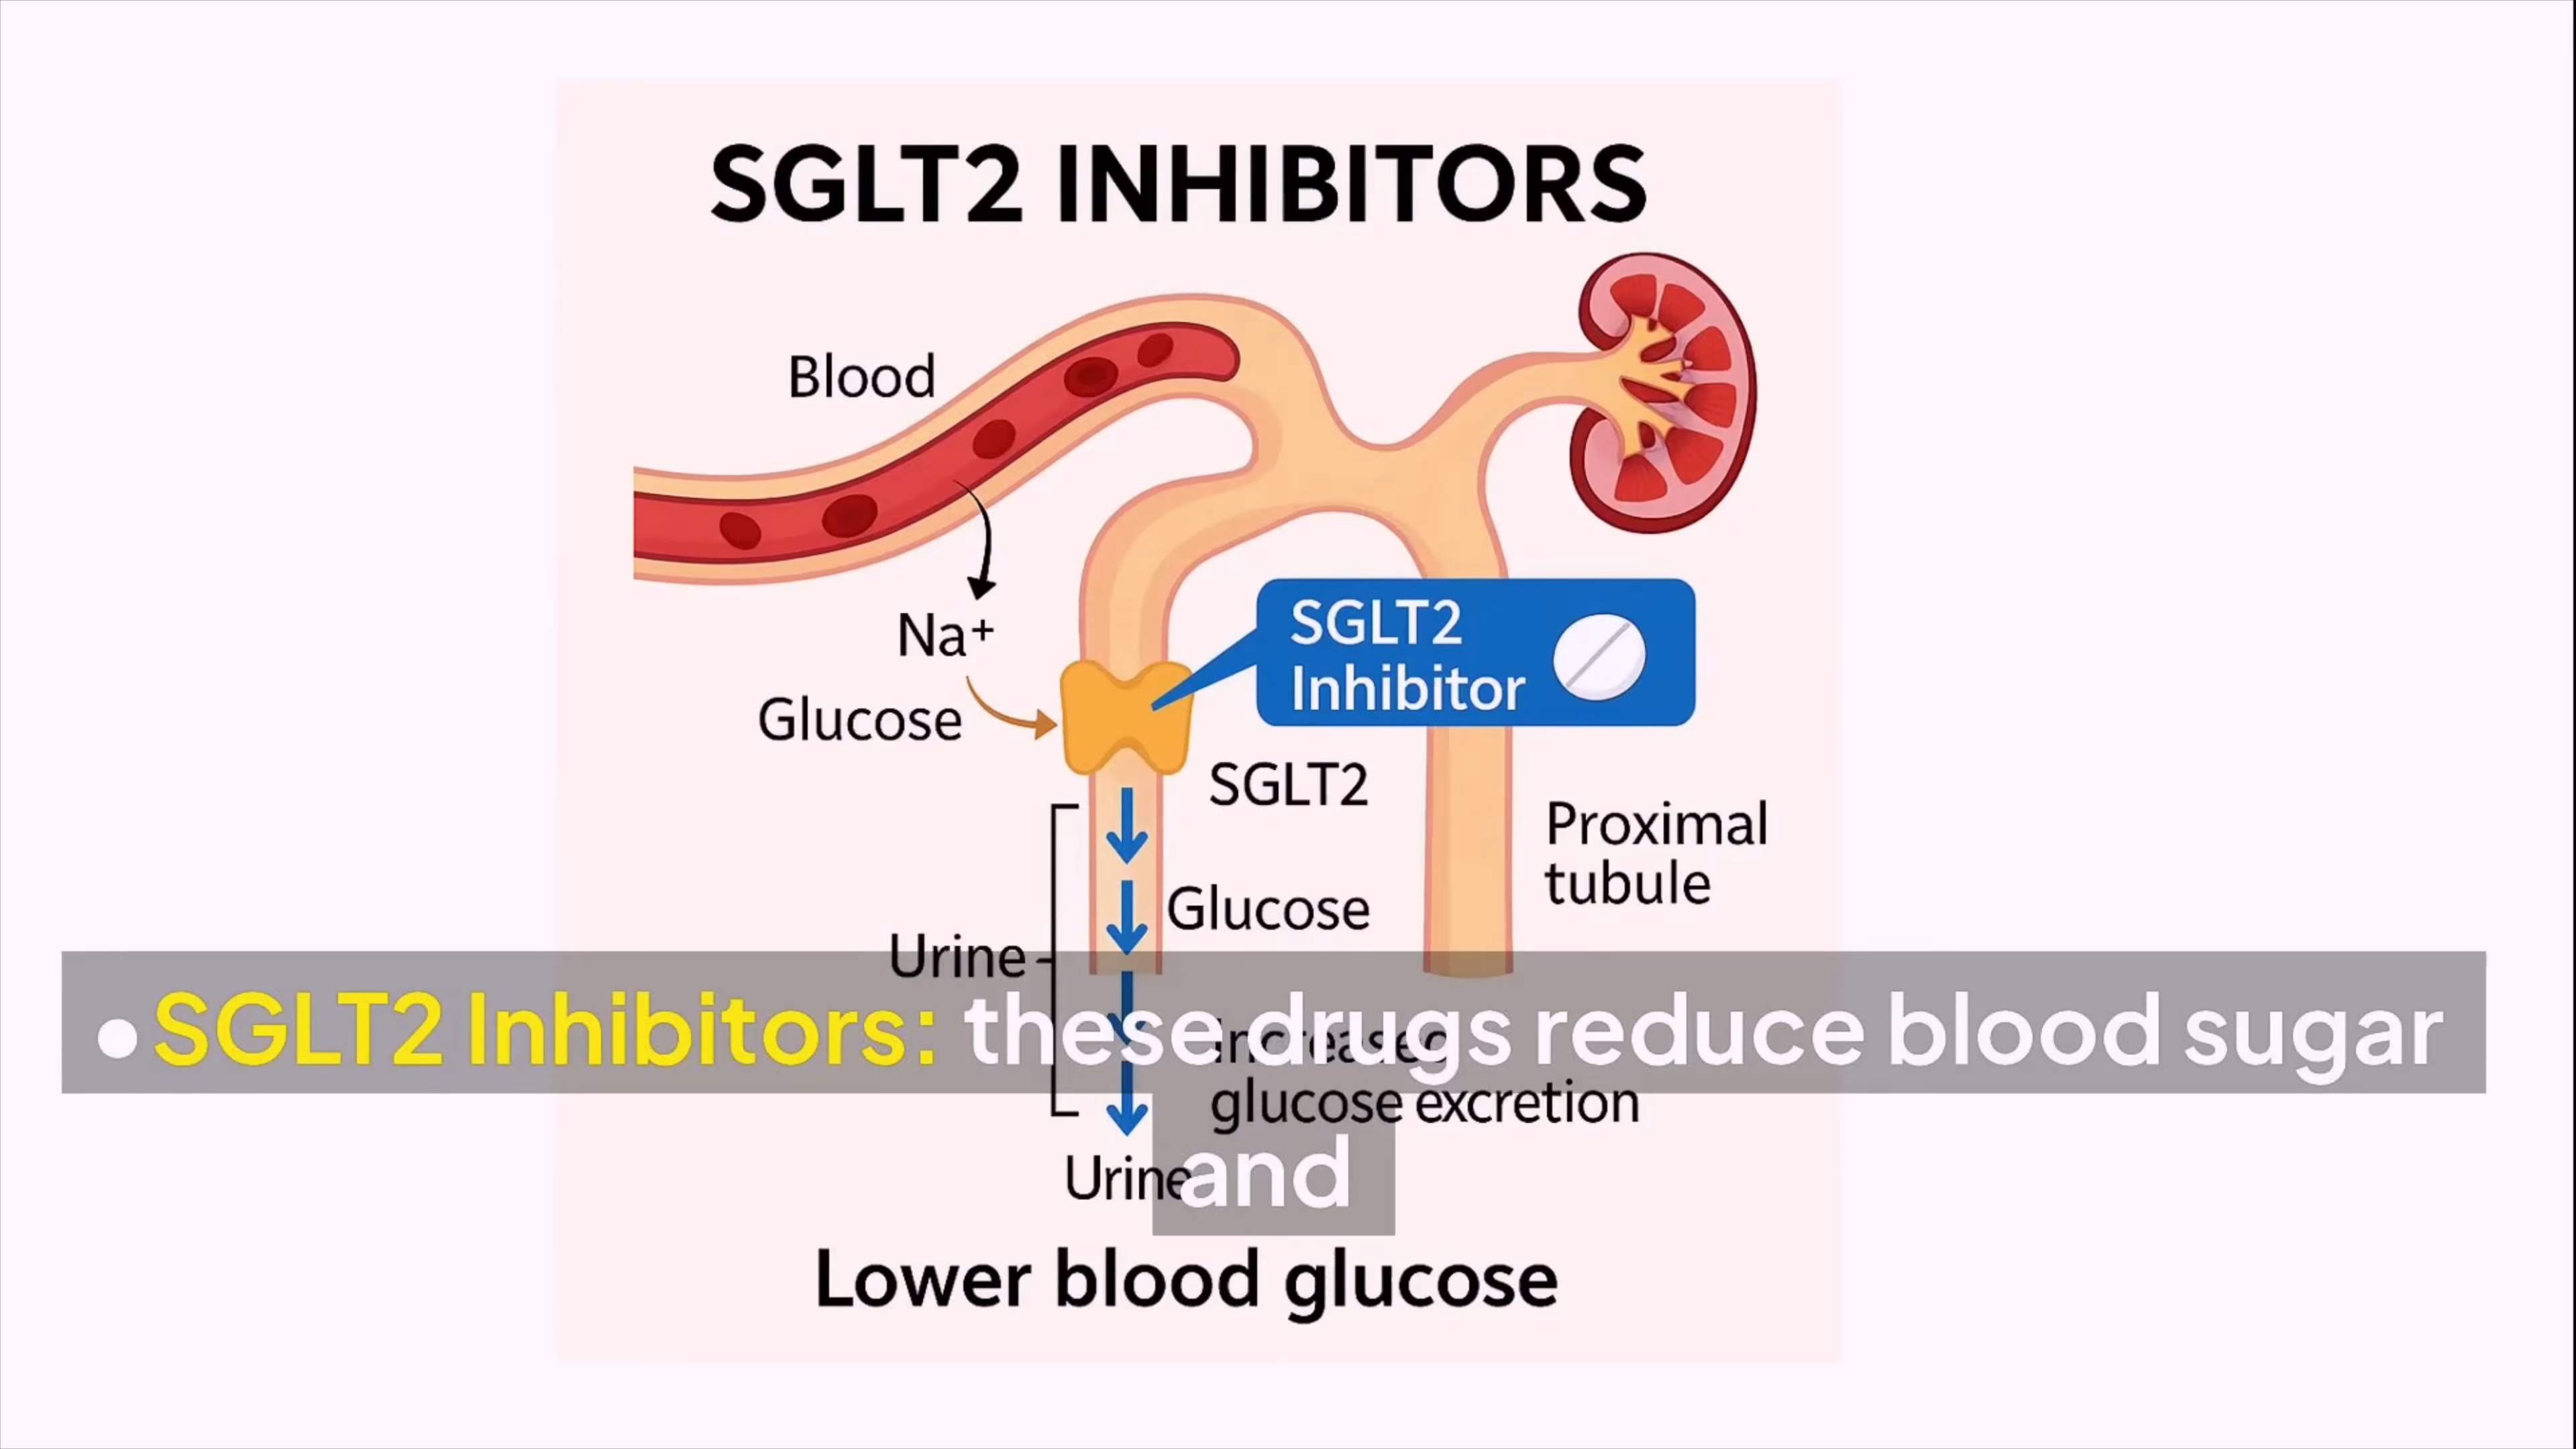 SGLT2 INHIBITORS
Blood
Na+
SGLT2
Inhibitor
Glucose
SGLT2
Proximal
tubule
Glucose
Urine
•SGLT2 Inhibitors: these drugs reduce blood sugar
and
Increased
glucose excretion
Urine
Lower blood glucose